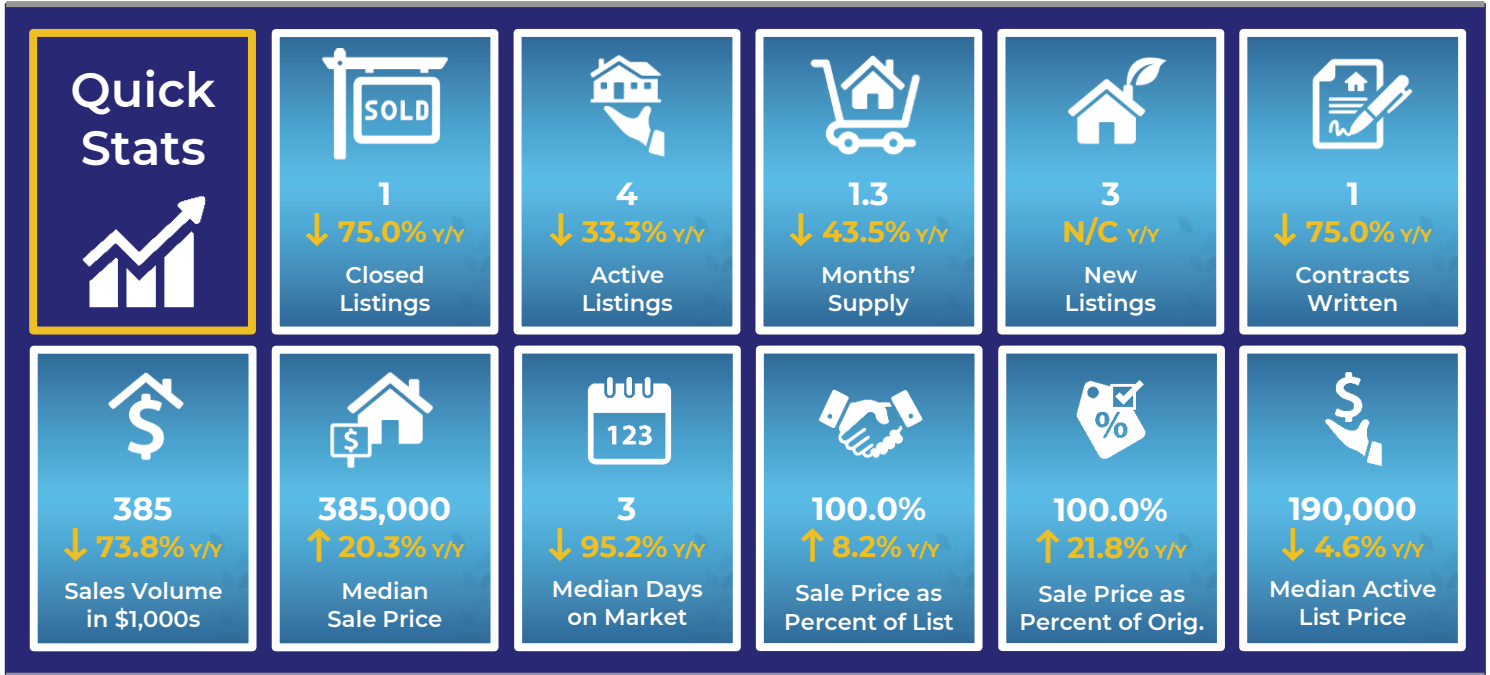 Quick
Stats
SOLD
1
↓ 75.0% Y/Y
Closed
Listings
4
↓ 33.3% Y/Y
Active
Listings
1.3
↓ 43.5% Y/Y
Months’
Supply
3
N/C Y/Y
New
Listings
1
↓ 75.0% Y/Y
Contracts
Written
$
385
↓ 73.8% Y/Y
Sales Volume
in $1,000s
$
385,000
↑ 20.3% Y/Y
Median
Sale Price
123
3
↓ 95.2% Y/Y
Median Days
on Market
100.0%
↑ 8.2% Y/Y
Sale Price as
Percent of List
%
100.0%
↑ 21.8% Y/Y
Sale Price as
Percent of Orig.
$
190,000
↓ 4.6% Y/Y
Median Active
List Price